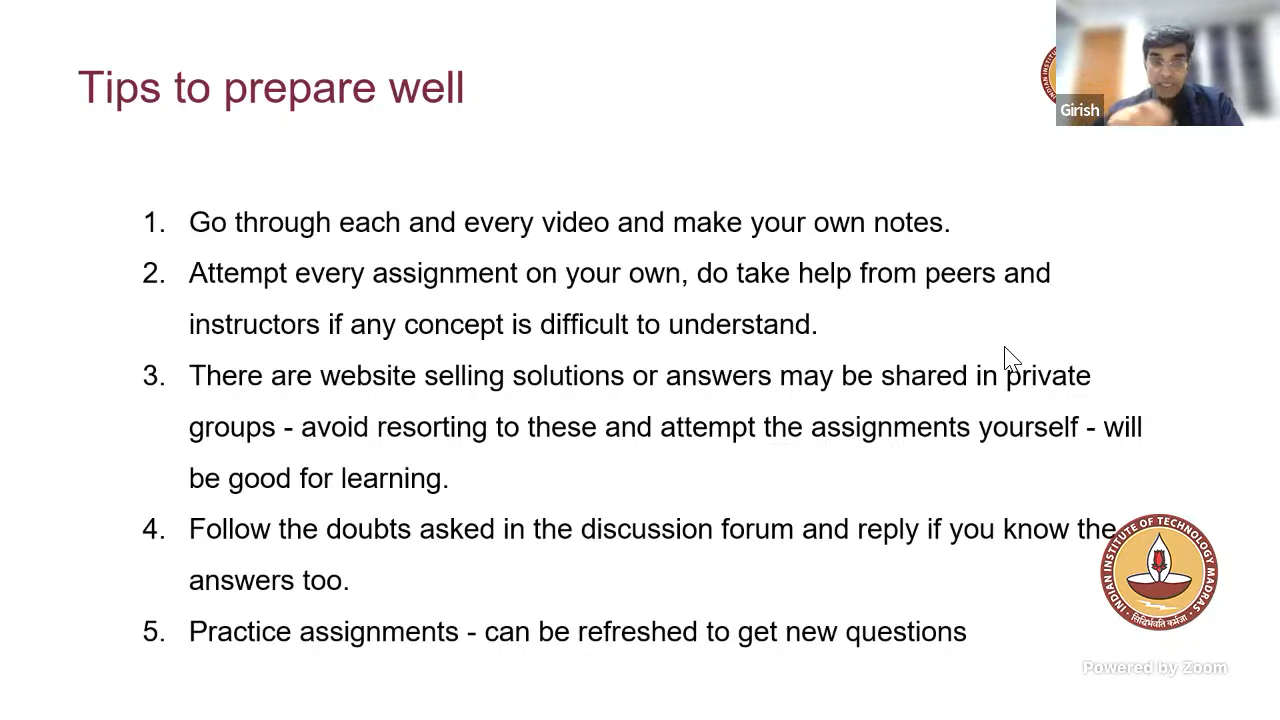 Tips to prepare well
Girish
1. Go through each and every video and make your own notes.
2. Attempt every assignment on your own, do take help from peers and
instructors if any concept is difficult to understand.
3. There are website selling solutions or answers may be shared in private
groups - avoid resorting to these and attempt the assignments yourself - will
be good for learning.
4. Follow the doubts asked in the discussion forum and reply if you know the
answers too.
5. Practice assignments - can be refreshed to get new questions
INDIAN INSTITUTE OF TECHNOLOGY MADRAS
सिद्धिर्भवति कर्मजा
Powered by Zoom